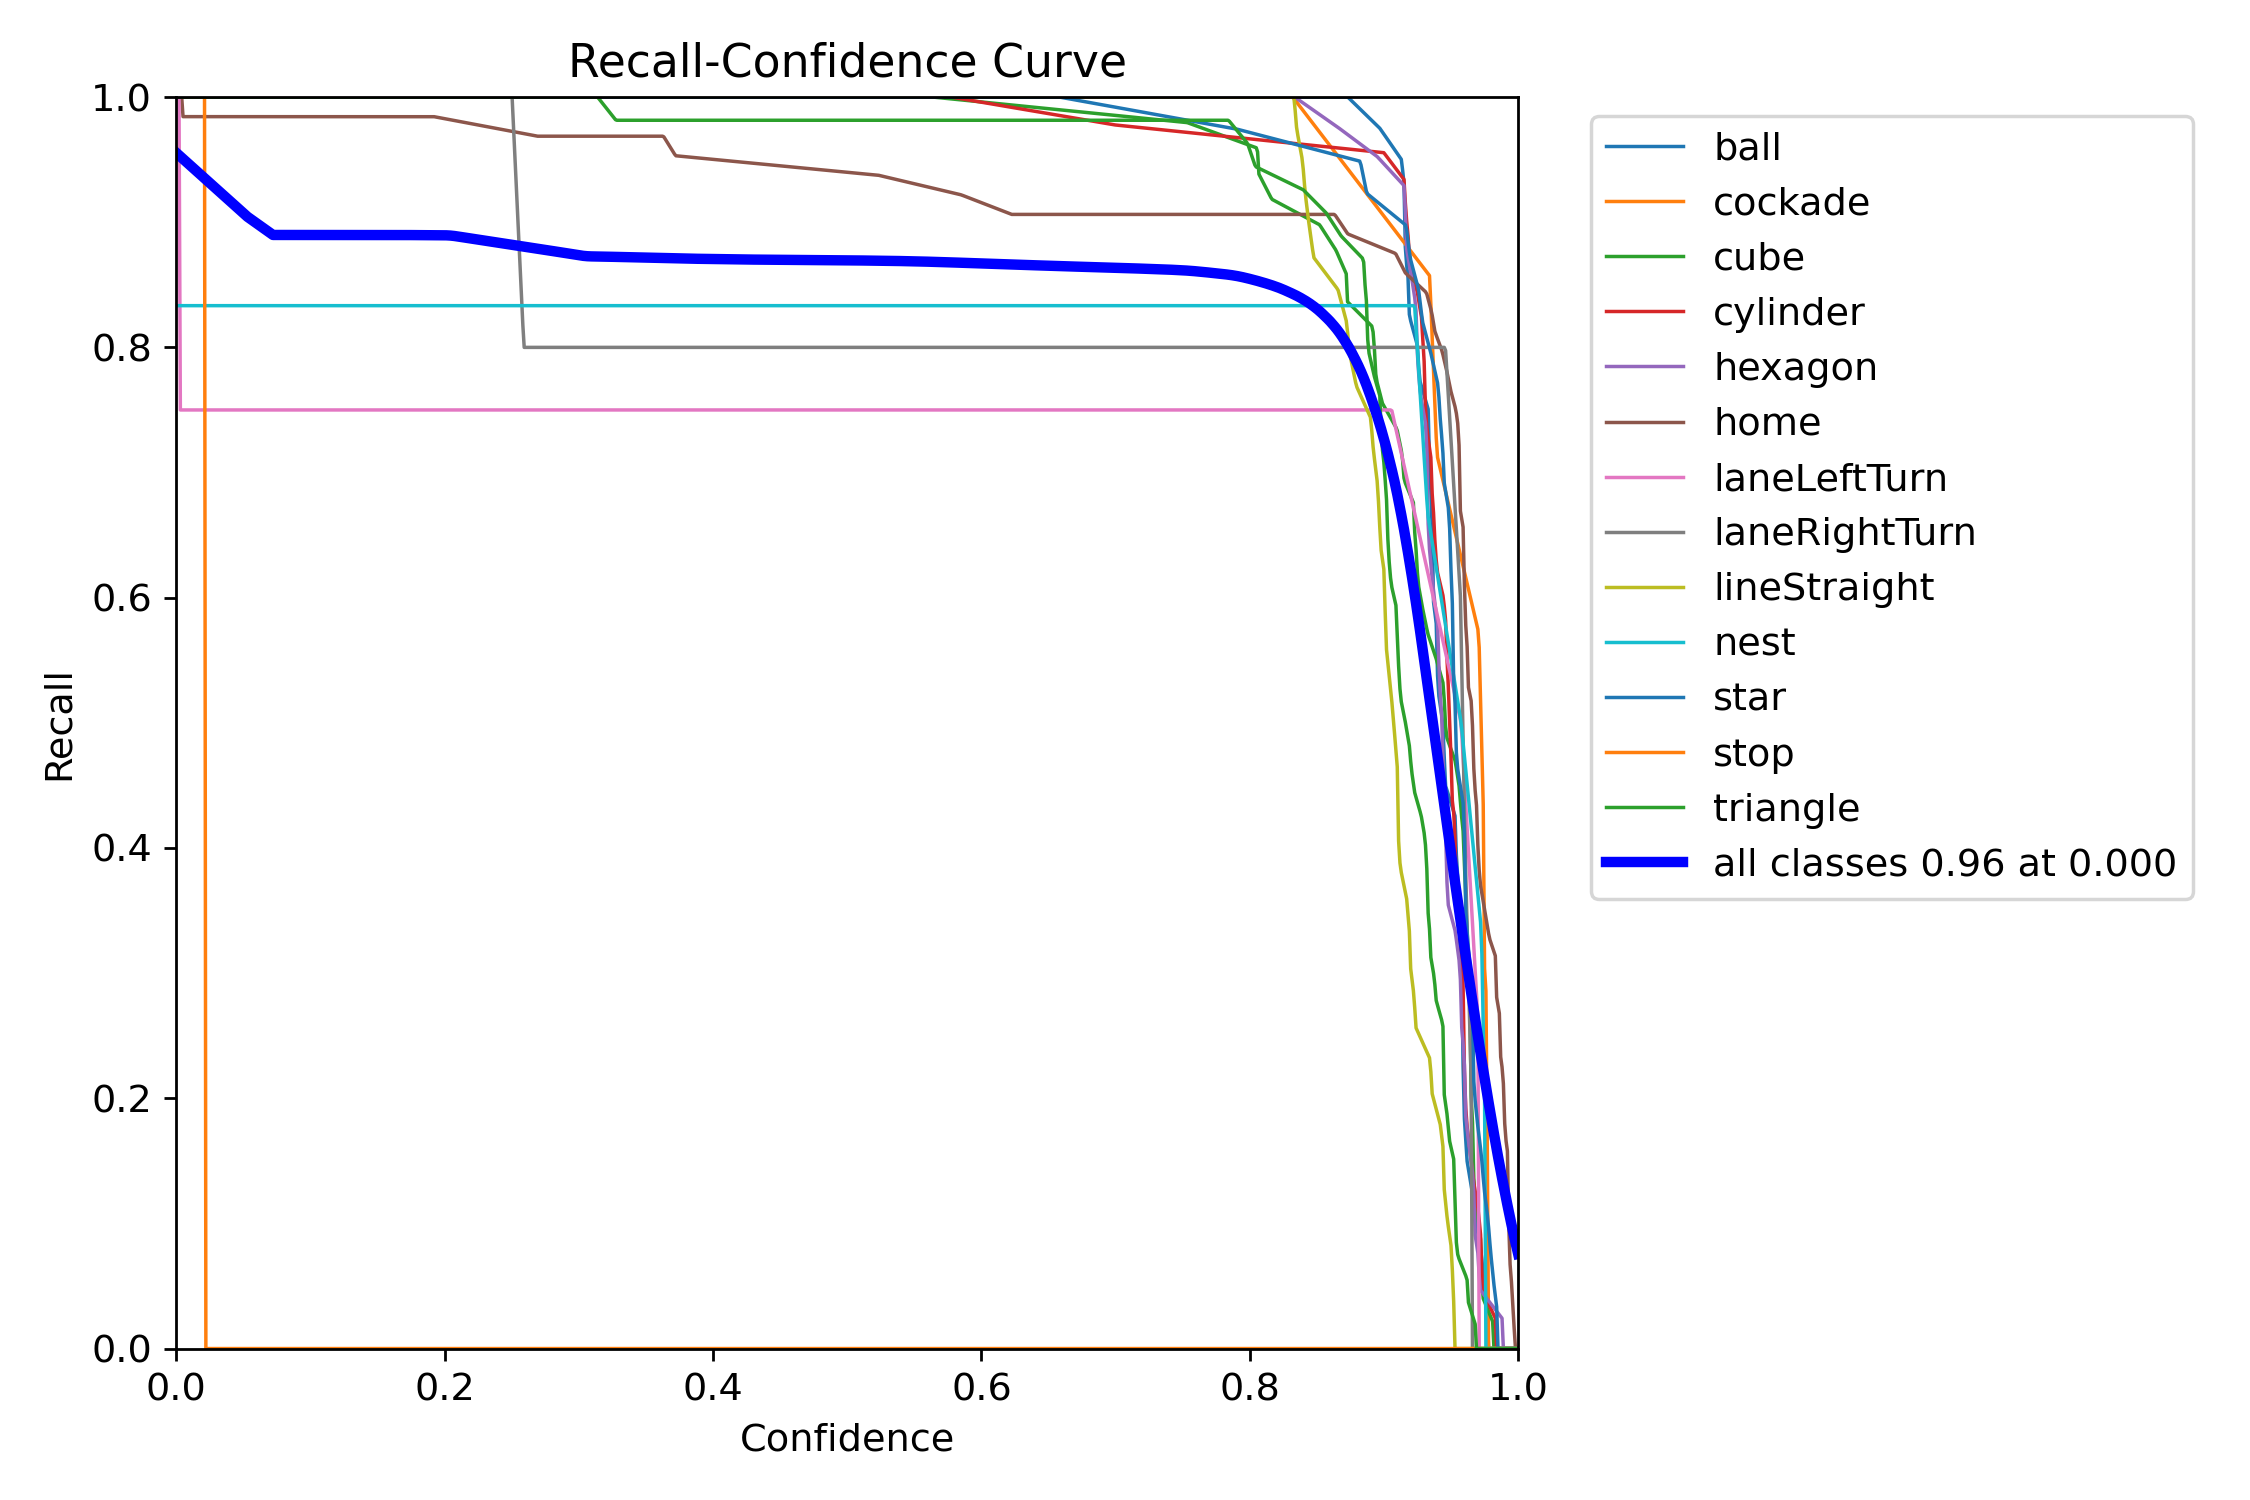 Recall-Confidence Curve
1.0
0.8
0.6
0.4
0.2
0.0
Recall
0.0 0.2 0.4 0.6 0.8 1.0
Confidence
ball
cockade
cube
cylinder
hexagon
home
laneLeftTurn
laneRightTurn
lineStraight
nest
star
stop
triangle
all classes 0.96 at 0.000